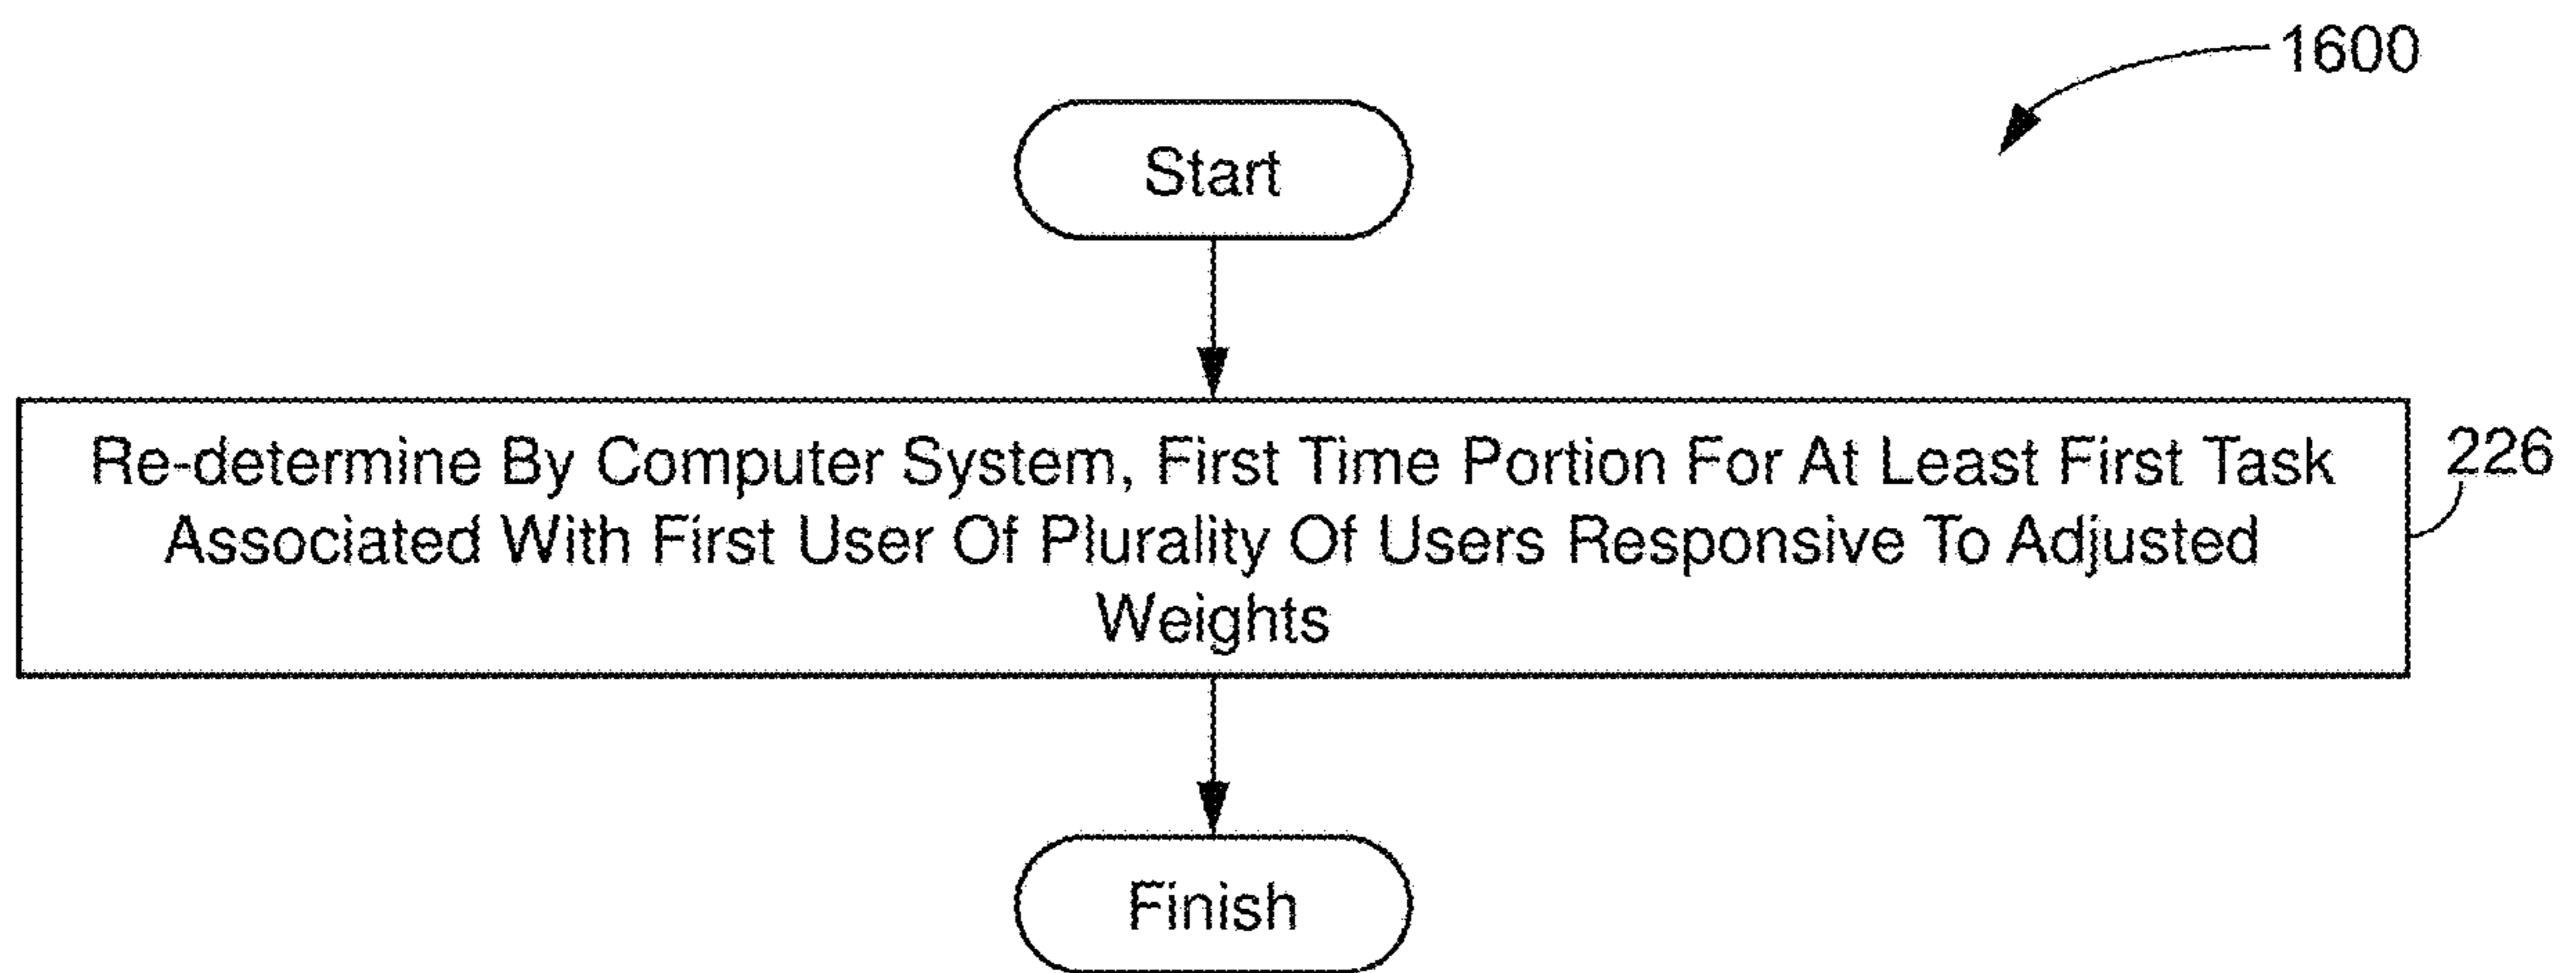 1600
Start
Re-determine By Computer System, First Time Portion For At Least First Task
226
Associated With First User Of Plurality Of Users Responsive To Adjusted
Weights
Finish